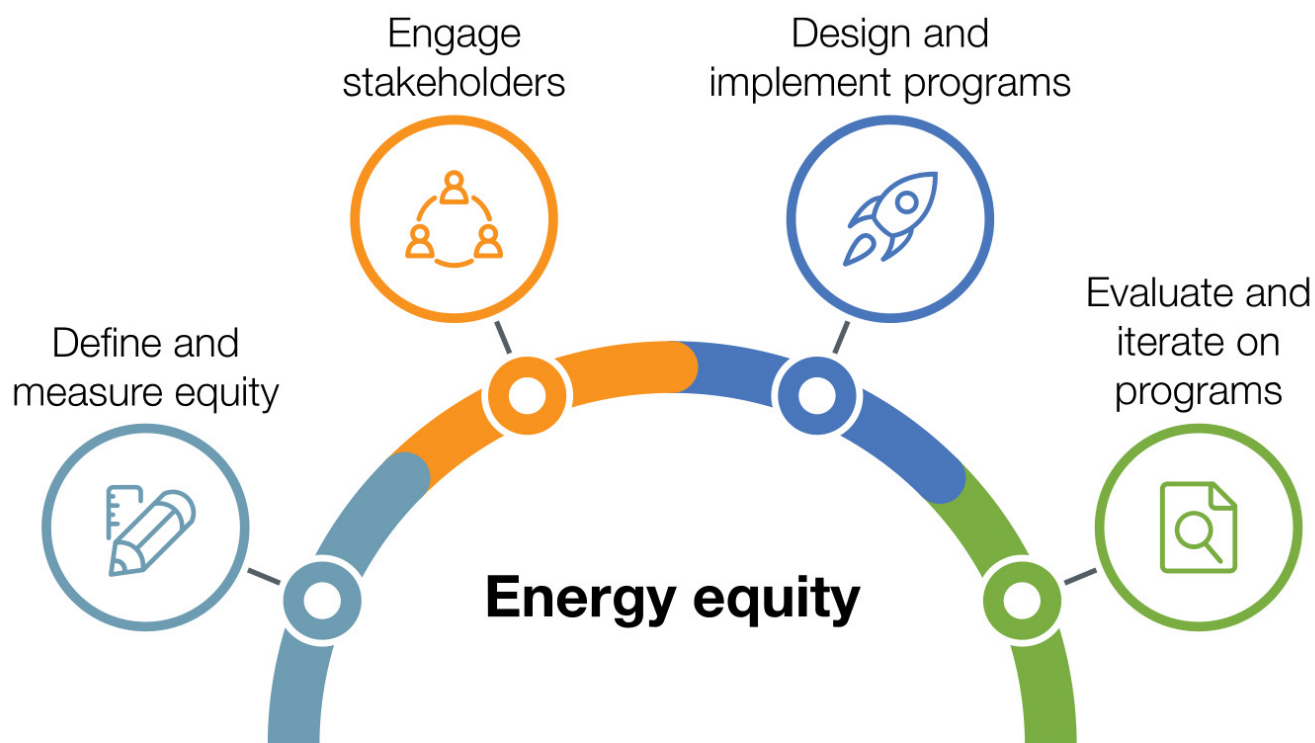 Define and
measure equity
Engage
stakeholders
Design and
implement programs
Evaluate and
iterate on
programs
Energy equity